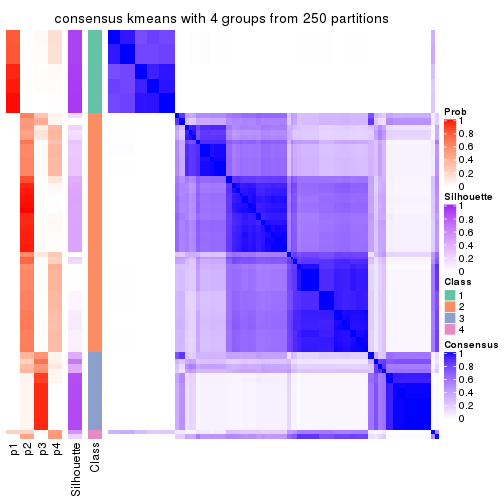 consensus kmeans with 4 groups from 250 partitions
Prob
1
0.8
0.6
0.4
0.2
0
Silhouette
1
0.8
0.6
0.4
0.2
0
Class
1
2
3
4
Consensus
1
0.8
0.6
0.4
0.2
0
p1
p2
p3
p4
Silhouette
Class